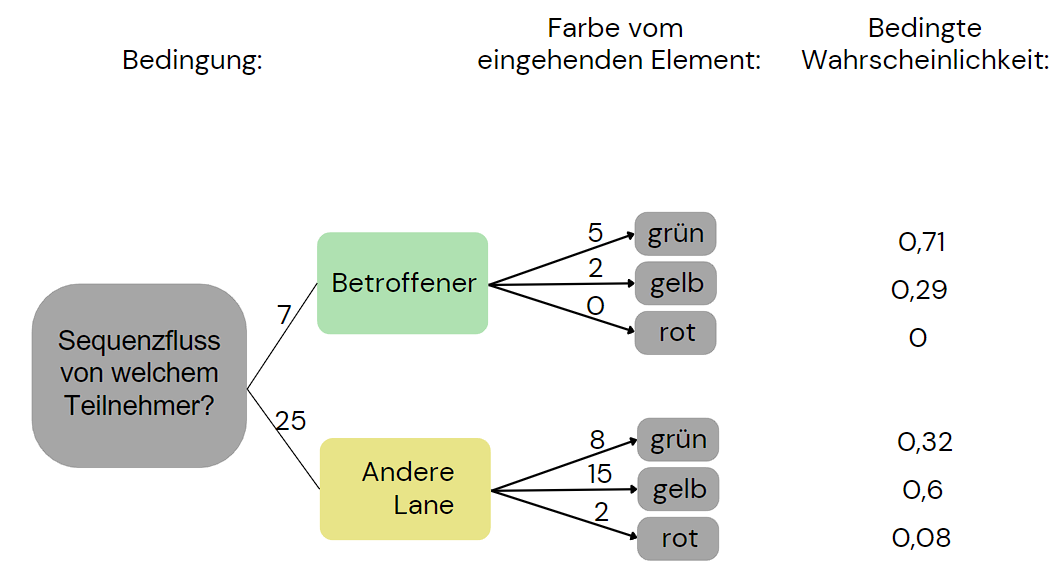 Bedingung:
Farbe vom
eingehenden Element:
Bedingte
Wahrscheinlichkeit:
Sequenzfluss
von welchem
Teilnehmer?
7
Betroffener
5
grün
0,71
2
gelb
0,29
0
rot
0
25
Andere
Lane
8
grün
0,32
15
gelb
0,6
2
rot
0,08